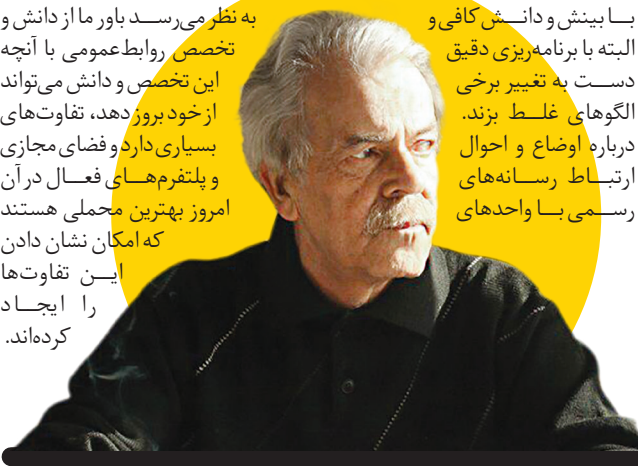 با بینش و دانش کافی و
البته با برنامه‌ریزی دقیق
دست به تغییر برخی
الگوهای غلط بزند.
درباره اوضاع و احوال
ارتباط رسانه‌های
رسمی با واحدهای
به نظر می‌رسد باور ما از دانش و
تخصص روابط‌عمومی با آنچه
این تخصص و دانش می‌تواند
از خود بروز دهد، تفاوت‌های
بسیاری دارد و فضای مجازی
و پلتفرم‌های فعال در آن
امروز بهترین محملی هستند
که امکان نشان دادن
این تفاوت‌ها
را ایجاد
کرده‌اند.